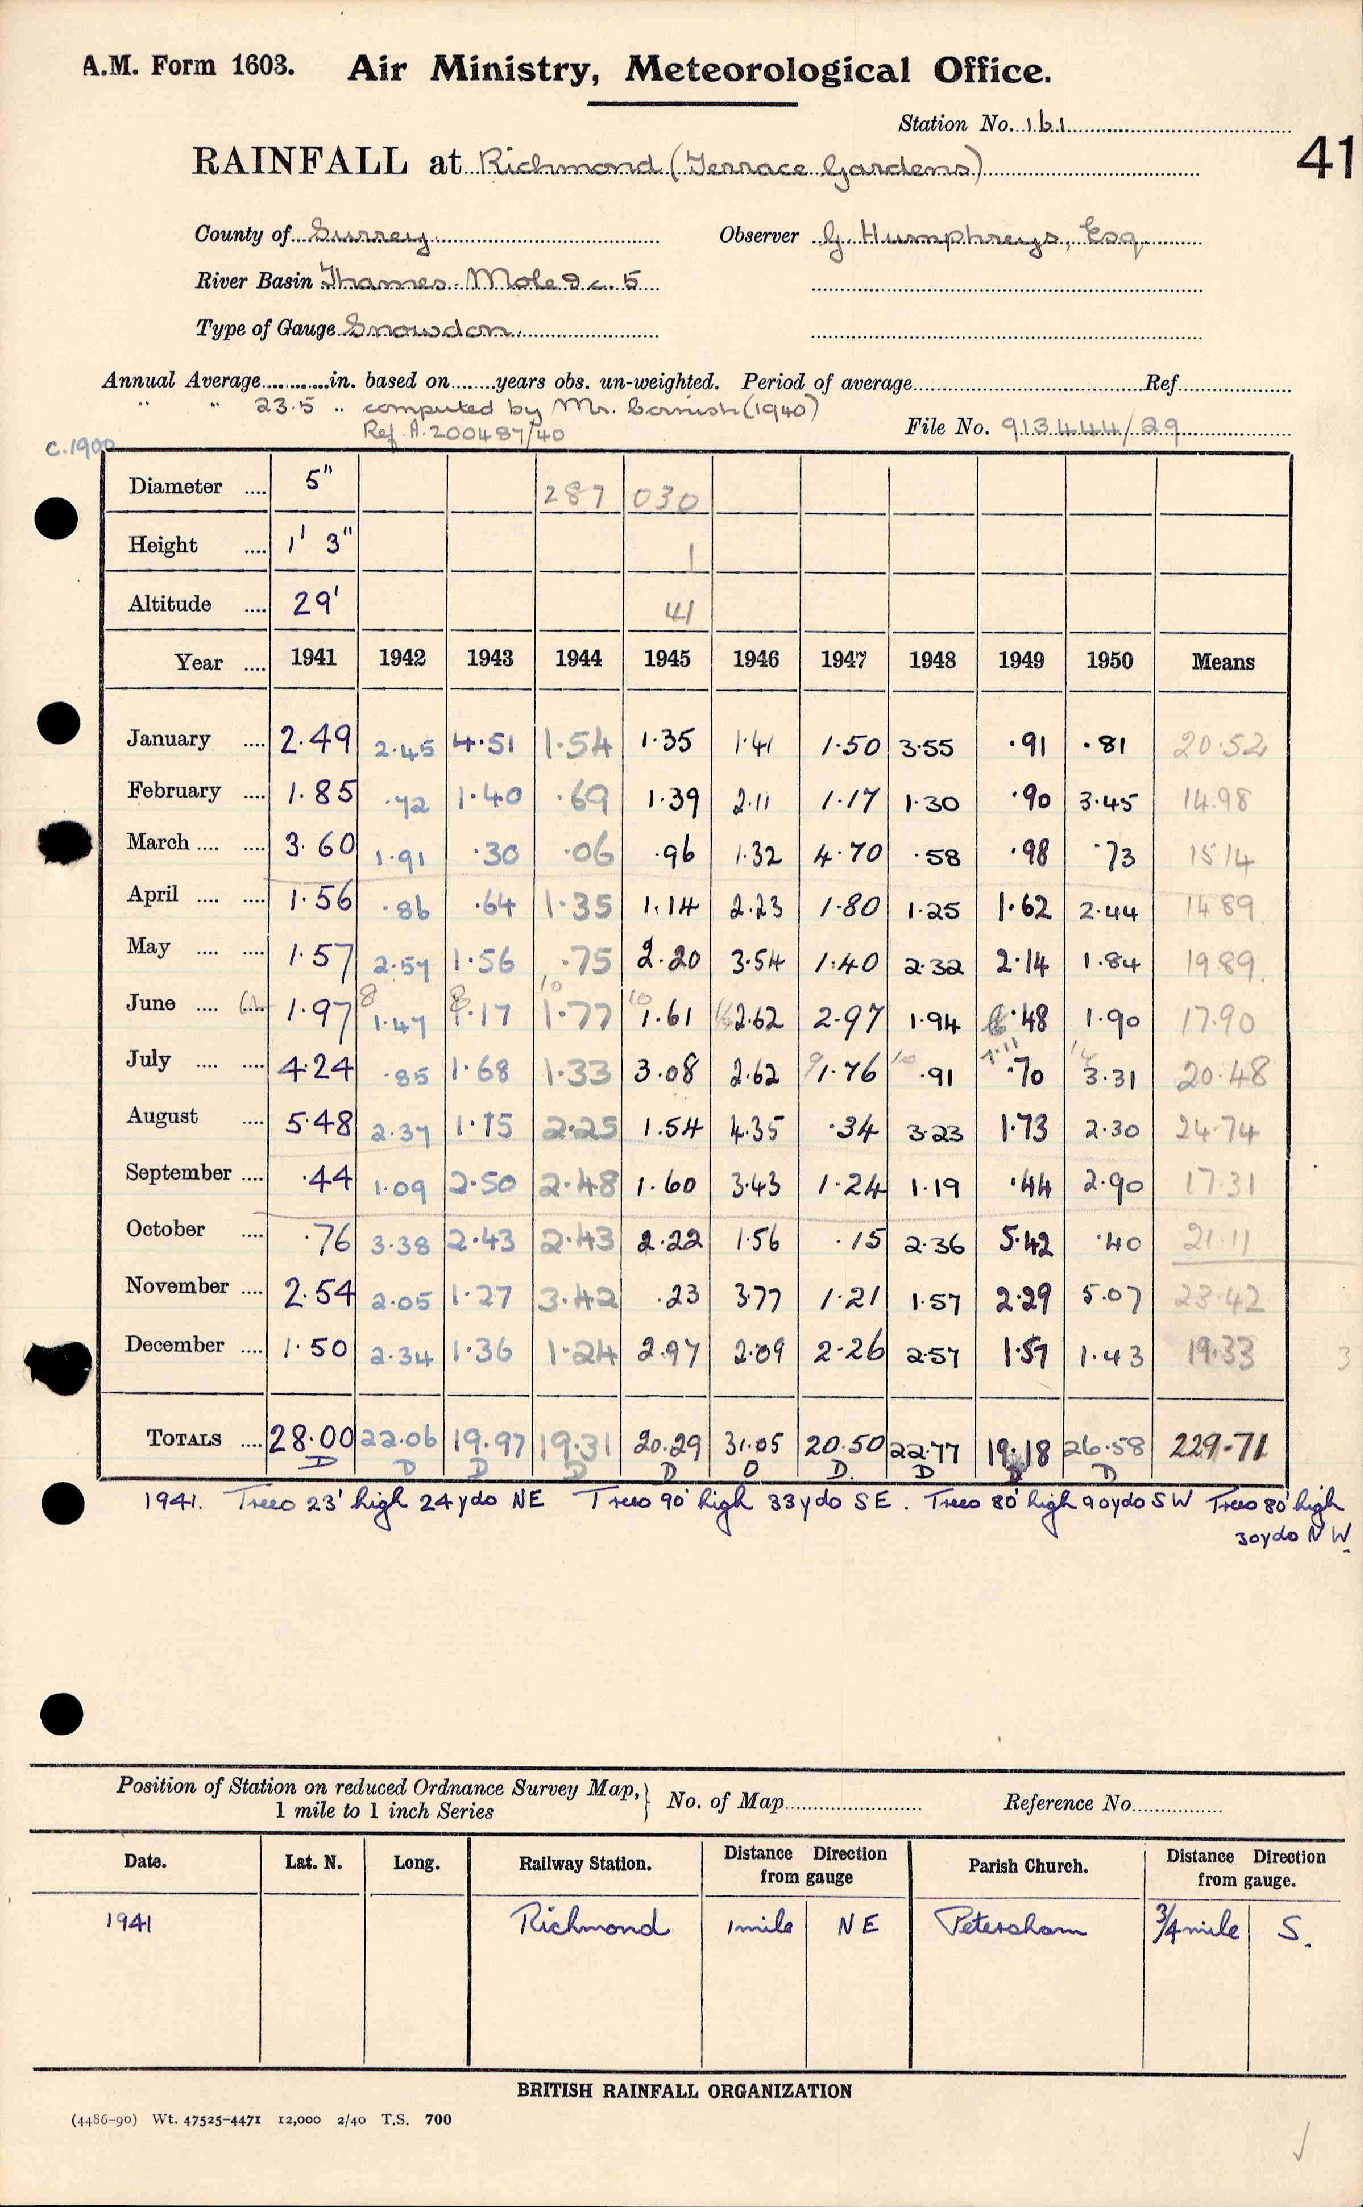 A.M. Form 1603. Air Ministry, Meteorological Office.
Station No. 161
41
RAINFALL at Richmond (Terrace Gardens)
County of Surrey Observer G. Humphreys, Esq.
River Basin Thames. Mole &c. 5
Type of Gauge Snowdon.
Annual Average............in. based on........years obs. un-weighted. Period of average.......... Ref..........
" " 23.5 " computed by Mr. Cornish (1940)
Ref. A.200487/40 File No. 913444/29
c.1900
Diameter .... 5" 287 030
Height .... 1' 3" 1
Altitude .... 29' 41
Year .... 1941 1942 1943 1944 1945 1946 1947 1948 1949 1950 Means
January .... 2.49 2.45 4.51 1.54 1.35 1.41 1.50 3.55 .91 .81 20.52
February .... 1.85 .72 1.40 .69 1.39 2.11 1.17 1.30 .90 3.45 14.98
March .... .... 3.60 1.91 .30 .06 .96 1.32 4.70 .58 .98 .73 15.14
April .... .... 1.56 .86 .64 1.35 1.14 2.23 1.80 1.25 1.62 2.44 14.89
May .... .... 1.57 2.57 1.56 .75 2.20 3.54 1.40 2.32 2.14 1.84 19.89
June .... 1.97 8 1.47 8 1.17 10 1.77 10 1.61 2.62 2.97 1.94 .48 1.90 17.90
July .... .... 4.24 .85 1.68 1.33 3.08 2.62 9 1.76 10 .91 .70 14 3.31 20.48
August .... 5.48 2.37 1.15 2.25 1.54 4.35 .34 3.23 1.73 2.30 24.74
September .... .44 1.09 2.50 2.48 1.60 3.43 1.24 1.19 .44 2.90 17.31
October .... .76 3.38 2.43 2.43 2.22 1.56 .15 2.36 5.42 .40 21.11
November .... 2.54 2.05 1.27 3.42 .23 3.77 1.21 1.57 2.29 5.07 23.42
December .... 1.50 2.34 1.36 1.24 2.97 2.09 2.26 2.57 1.57 1.43 19.33 3
TOTALS .... 28.00 22.06 19.97 19.31 20.29 31.05 20.50 22.77 19.18 26.58 229.71
D D D D D D D. D D D
1941. Trees 23' high 24yds NE Trees 90' high 33yds SE. Trees 80' high 90yds SW Trees 80' high
30yds NW.
Position of Station on reduced Ordnance Survey Map,} No. of Map.......... Reference No..........
1 mile to 1 inch Series
Date. Lat. N. Long. Railway Station. Distance Direction from gauge Parish Church. Distance Direction from gauge.
1941 Richmond 1mile NE Petersham 3/4mile S.
BRITISH RAINFALL ORGANIZATION
(4486-90) Wt. 47525-4471 12,000 2/40 T.S. 700